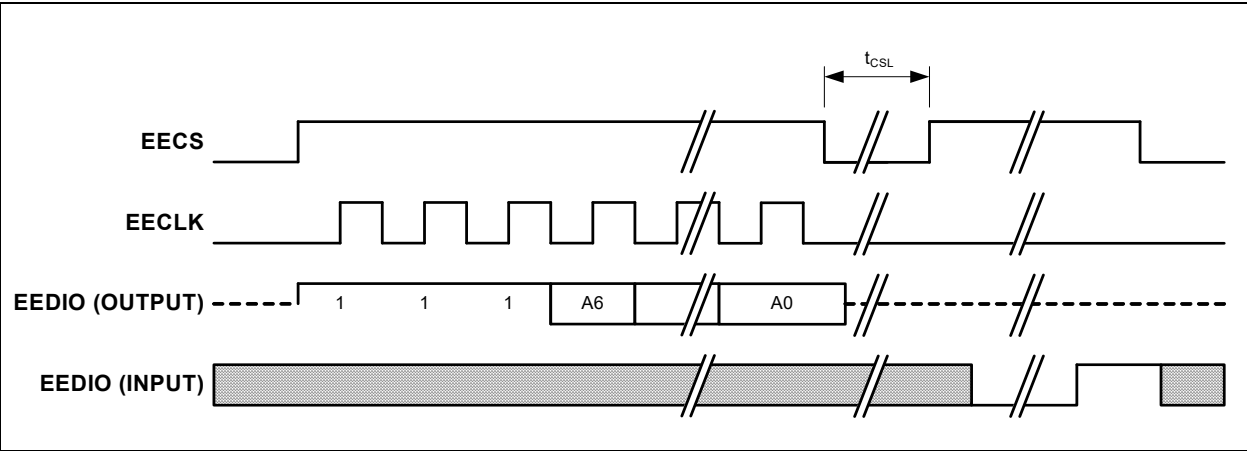 tCSL
EECS
EECLK
EEDIO (OUTPUT) 1 1 1 A6 A0
EEDIO (INPUT)